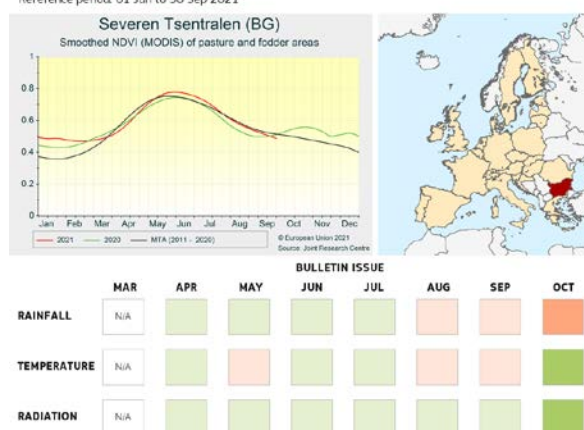 Reference period: 01 Jun to 30 Sep 2021
Severen Tsentralen (BG)
Smoothed NDVI (MODIS) of pasture and fodder areas
1
0.8
0.6
0.4
0.2
0
Jan Feb Mar Apr May Jun Jul Aug Sep Oct Nov Dec
2021 2020 MTA (2011 - 2020)
© European Union 2021
Source: Joint Research Centre
BULLETIN ISSUE
MAR APR MAY JUN JUL AUG SEP OCT
RAINFALL N/A
TEMPERATURE N/A
RADIATION N/A